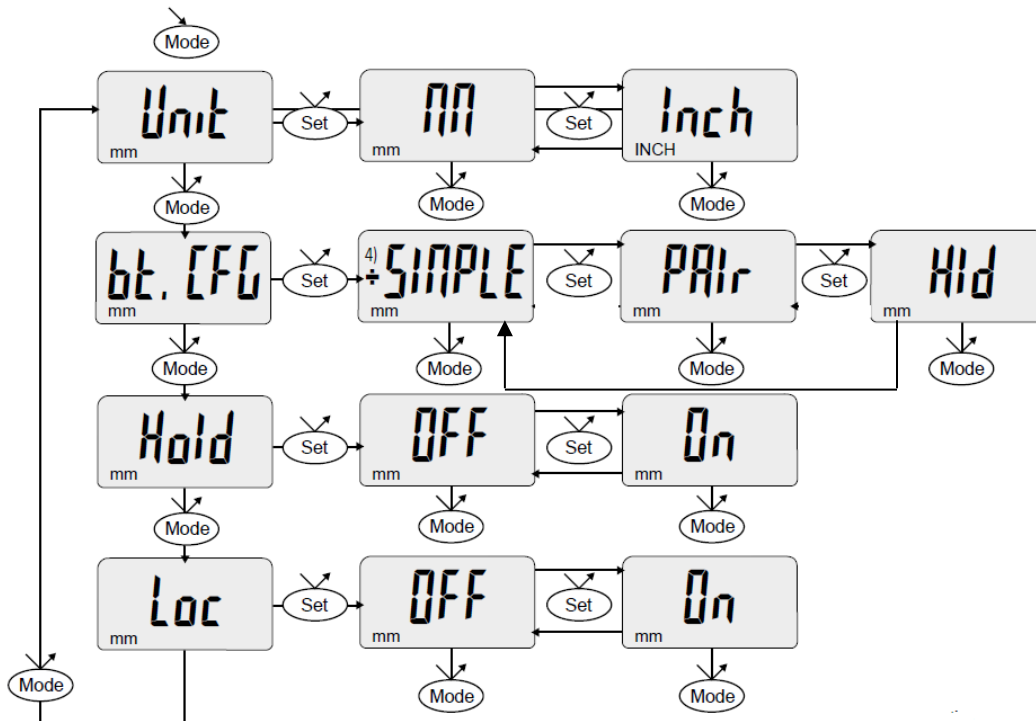 Mode
Unit
mm
Set
MM
mm
Set
Inch
INCH
Mode
Mode
Mode
bt. CFG
mm
Set
4)
÷SIMPLE
mm
Set
PAIr
mm
Set
HId
mm
Mode
Mode
Mode
Mode
Hold
mm
Set
OFF
mm
Set
On
mm
Mode
Mode
Mode
Loc
mm
Set
OFF
mm
Set
On
mm
Mode
Mode
Mode